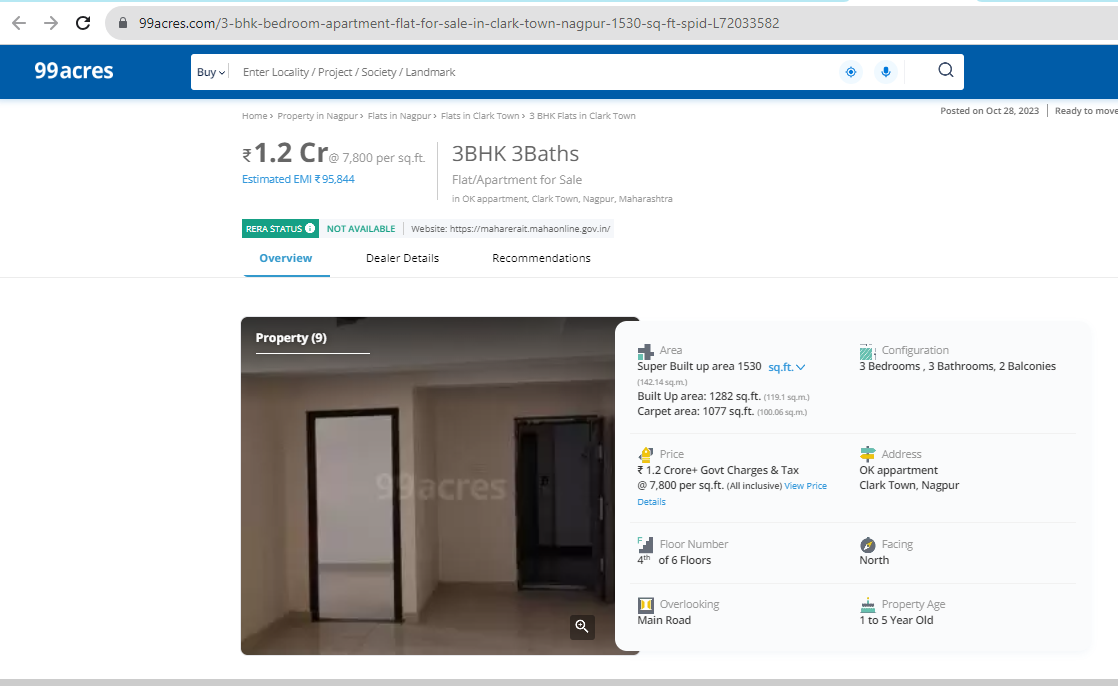 99acres.com/3-bhk-bedroom-apartment-flat-for-sale-in-clark-town-nagpur-1530-sq-ft-spid-L72033582
99acres
Buy
Enter Locality / Project / Society / Landmark
Home › Property in Nagpur › Flats in Nagpur › Flats in Clark Town › 3 BHK Flats in Clark Town
Posted on Oct 28, 2023 | Ready to move
₹1.2 Cr @ 7,800 per sq.ft.
Estimated EMI ₹95,844
3BHK 3Baths
Flat/Apartment for Sale
in OK appartment, Clark Town, Nagpur, Maharashtra
RERA STATUS i NOT AVAILABLE | Website: https://maharerait.mahaonline.gov.in/
Overview
Dealer Details
Recommendations
Property (9)
99acres
Area
Super Built up area 1530 sq.ft.
(142.14 sq.m.)
Built Up area: 1282 sq.ft. (119.1 sq.m.)
Carpet area: 1077 sq.ft. (100.06 sq.m.)
Configuration
3 Bedrooms , 3 Bathrooms, 2 Balconies
Price
₹ 1.2 Crore+ Govt Charges & Tax
@ 7,800 per sq.ft. (All inclusive) View Price
Details
Address
OK appartment
Clark Town, Nagpur
Floor Number
4th of 6 Floors
Facing
North
Overlooking
Main Road
Property Age
1 to 5 Year Old